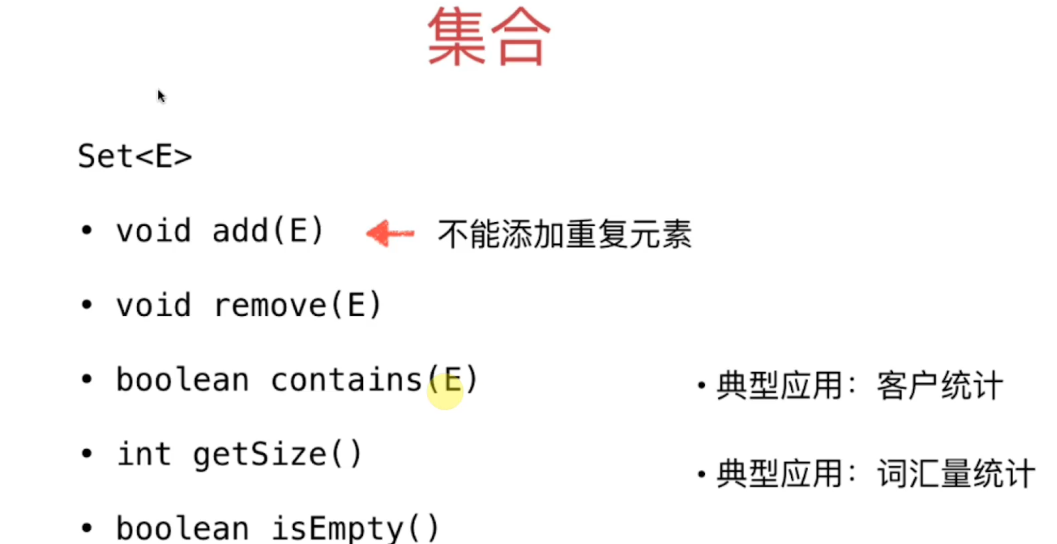 集合
Set<E>
• void add(E) 不能添加重复元素
• void remove(E)
• boolean contains(E)
• 典型应用：客户统计
• int getSize()
• 典型应用：词汇量统计
• boolean isEmpty()